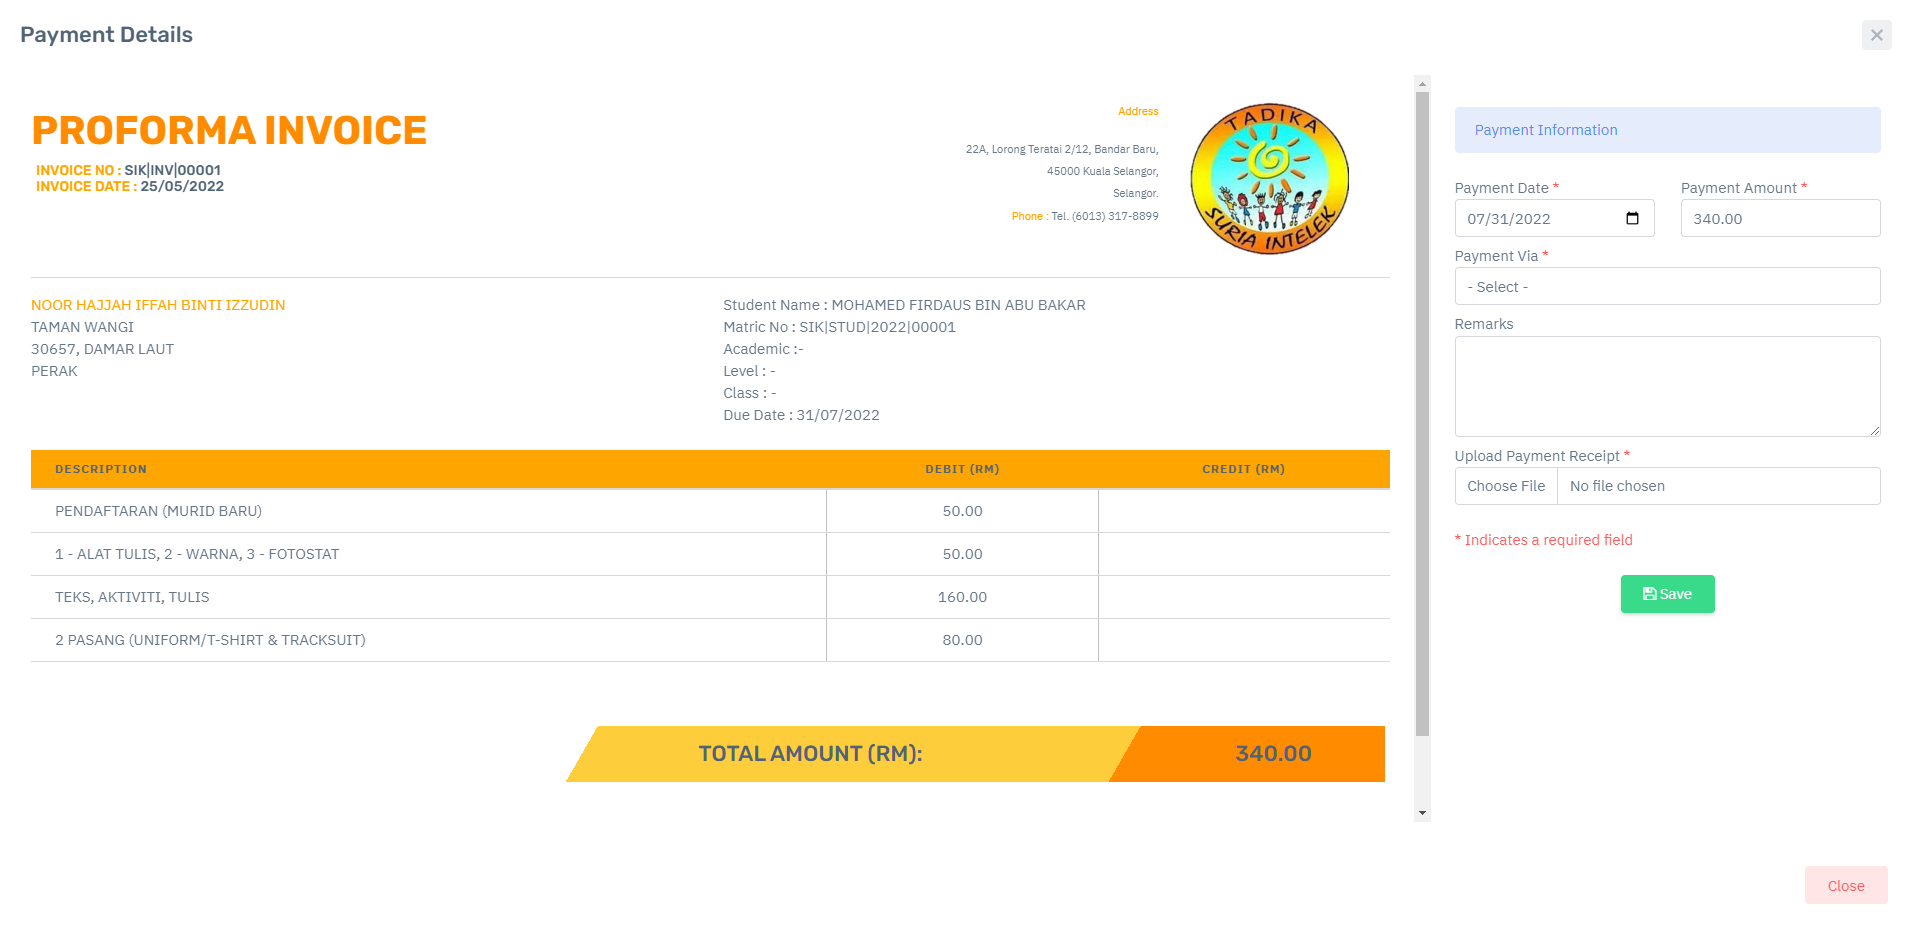 Payment Details
PROFORMA INVOICE
INVOICE NO : SIK|INV|00001
INVOICE DATE : 25/05/2022
Address
22A, Lorong Teratai 2/12, Bandar Baru,
45000 Kuala Selangor,
Selangor.
Phone : Tel. (6013) 317-8899
TADIKA
SURIA INTELEK
NOOR HAJJAH IFFAH BINTI IZZUDIN
TAMAN WANGI
30657, DAMAR LAUT
PERAK
Student Name : MOHAMED FIRDAUS BIN ABU BAKAR
Matric No : SIK|STUD|2022|00001
Academic :-
Level : -
Class : -
Due Date : 31/07/2022
DESCRIPTION DEBIT (RM) CREDIT (RM)
PENDAFTARAN (MURID BARU) 50.00
1 - ALAT TULIS, 2 - WARNA, 3 - FOTOSTAT 50.00
TEKS, AKTIVITI, TULIS 160.00
2 PASANG (UNIFORM/T-SHIRT & TRACKSUIT) 80.00
TOTAL AMOUNT (RM): 340.00
Payment Information
Payment Date * Payment Amount *
07/31/2022 340.00
Payment Via *
- Select -
Remarks
Upload Payment Receipt *
Choose File No file chosen
* Indicates a required field
Save
Close